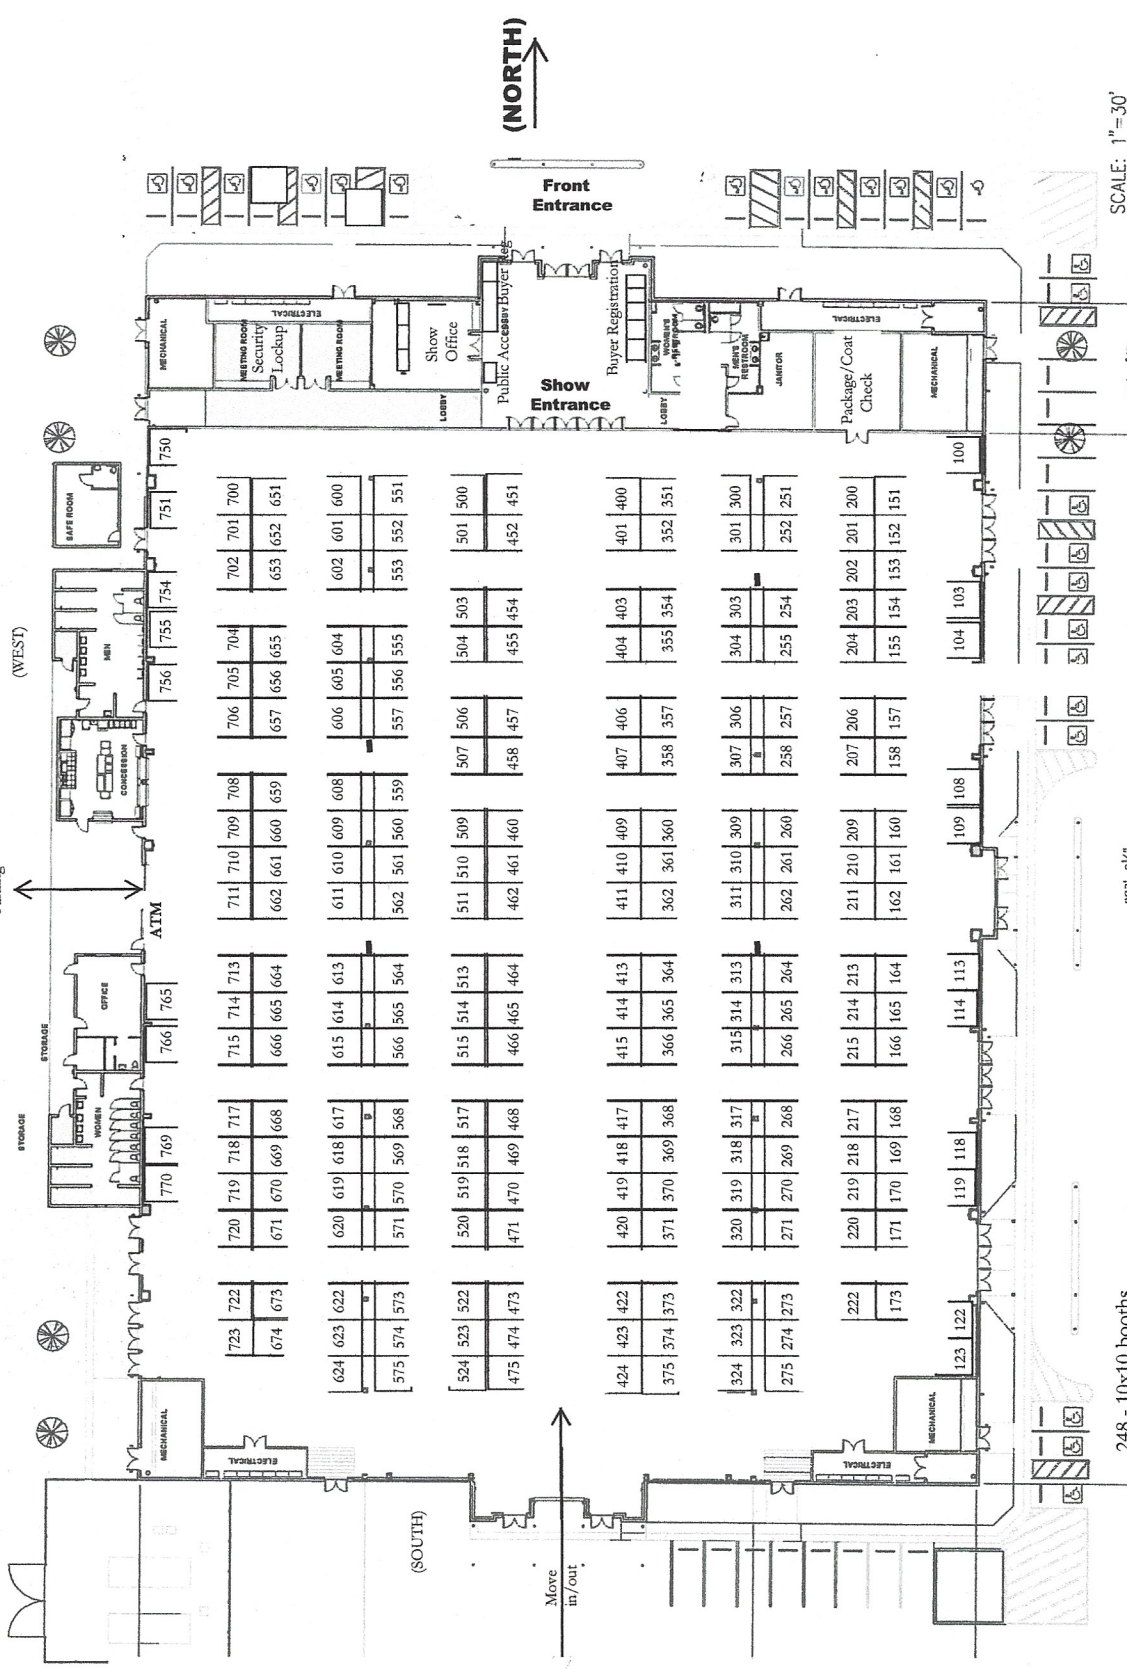 (NORTH)
SCALE: 1"=30'
Front
Entrance
Show
Entrance
Public Access
LOBBY
Buyer Reg
Buyer Registration
Show
Office
LOBBY
LOBBY
MECHANICAL
ELECTRICAL
MEETING ROOM
Security
Lockup
MEETING ROOM
WOMEN'S
RESTROOM
MEN'S
RESTROOM
JANITOR
ELECTRICAL
Package/Coat
Check
MECHANICAL
(WEST)
SAFE ROOM
MEN
CONCESSION
ATM
OFFICE
STORAGE
STORAGE
WOMEN
750
751
754
755
756
765
766
769
770
700 701 702 704 705 706 708 709 710 711 713 714 715 717 718 719 720 722 723
651 652 653 655 656 657 659 660 661 662 664 665 666 668 669 670 671 673 674
600 601 602 604 605 606 608 609 610 611 613 614 615 617 618 619 620 622 623 624
551 552 553 555 556 557 559 560 561 562 564 565 566 568 569 570 571 573 574 575
500 501 503 504 506 507 509 510 511 513 514 515 517 518 519 520 522 523 524
451 452 454 455 457 458 460 461 462 464 465 466 468 469 470 471 473 474 475
400 401 403 404 406 407 409 410 411 413 414 415 417 418 419 420 422 423 424
351 352 354 355 357 358 360 361 362 364 365 366 368 369 370 371 373 374 375
300 301 303 304 306 307 309 310 311 313 314 315 317 318 319 320 322 323 324
251 252 254 255 257 258 260 261 262 264 265 266 268 269 270 271 273 274 275
200 201 202 203 204 206 207 209 210 211 213 214 215 217 218 219 220 222
151 152 153 154 155 157 158 160 161 162 164 165 166 168 169 170 171 173
100
103
104
108
109
113
114
118
119
122
123
MECHANICAL
ELECTRICAL
MECHANICAL
ELECTRICAL
(SOUTH)
Move
in/out
248 - 10x10 booths